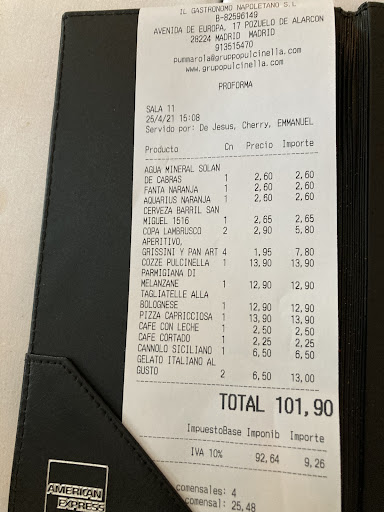 IL GASTRONOMO NAPOLETANO S.L
B-82596149
AVENIDA DE EUROPA, 17 POZUELO DE ALARCON
28224 MADRID MADRID
913515470
pummarola@gruppopulcinella.com
www.grupopulcinella.com
PROFORMA
SALA 11
25/4/21 15:08
Servido por: De Jesus, Cherry, EMMANUEL
Producto Cn Precio Importe
AGUA MINERAL SOLAN
DE CABRAS 1 2,60 2,60
FANTA NARANJA 1 2,60 2,60
AQUARIUS NARANJA 1 2,60 2,60
CERVEZA BARRIL SAN
MIGUEL 1516 1 2,65 2,65
COPA LAMBRUSCO 2 2,90 5,80
APERITIVO,
GRISSINI Y PAN ART 4 1,95 7,80
COZZE PULCINELLA 1 13,90 13,90
PARMIGIANA DI
MELANZANE 1 12,90 12,90
TAGLIATELLE ALLA
BOLOGNESE 1 12,90 12,90
PIZZA CAPRICCIOSA 1 13,90 13,90
CAFE CON LECHE 1 2,50 2,50
CAFE CORTADO 1 2,25 2,25
CANNOLO SICILIANO 1 6,50 6,50
GELATO ITALIANO AL
GUSTO 2 6,50 13,00
TOTAL 101,90
Impuesto Base Imponib Importe
IVA 10% 92,64 9,26
comensales: 4
comensal: 25,48
AMERICAN
EXPRESS